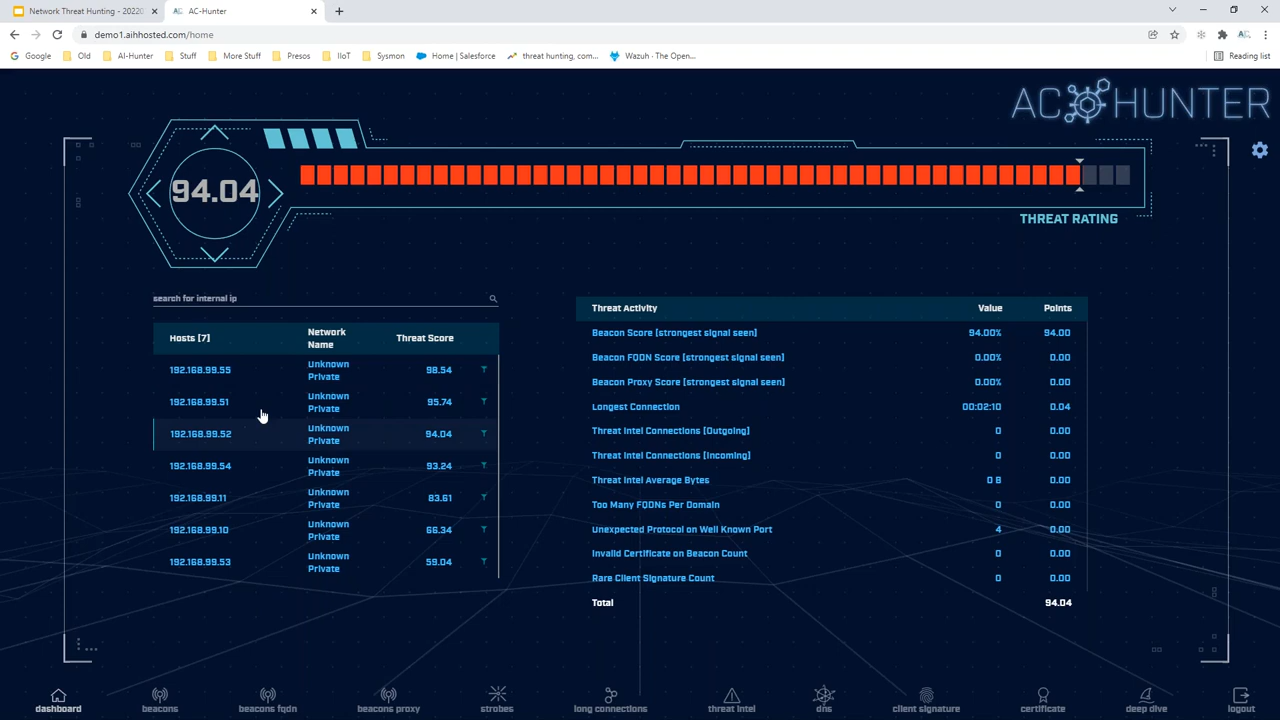 Network Threat Hunting - 20220
AC-Hunter
demo1.aihhosted.com/home
Google
Old
AI-Hunter
Stuff
More Stuff
Presos
IIoT
Sysmon
Home | Salesforce
threat hunting, com...
Wazuh - The Open...
Reading list
AC HUNTER
94.04
THREAT RATING
search for internal ip
Hosts [7] Network Name Threat Score
192.168.99.55 Unknown Private 98.54
192.168.99.51 Unknown Private 95.74
192.168.99.52 Unknown Private 94.04
192.168.99.54 Unknown Private 93.24
192.168.99.11 Unknown Private 83.61
192.168.99.10 Unknown Private 66.34
192.168.99.53 Unknown Private 59.04
Threat Activity Value Points
Beacon Score [strongest signal seen] 94.00% 94.00
Beacon FQDN Score [strongest signal seen] 0.00% 0.00
Beacon Proxy Score [strongest signal seen] 0.00% 0.00
Longest Connection 00:02:10 0.04
Threat Intel Connections [Outgoing] 0 0.00
Threat Intel Connections [Incoming] 0 0.00
Threat Intel Average Bytes 0 B 0.00
Too Many FQDNs Per Domain 0 0.00
Unexpected Protocol on Well Known Port 4 0.00
Invalid Certificate on Beacon Count 0 0.00
Rare Client Signature Count 0 0.00
Total 94.04
dashboard
beacons
beacons fqdn
beacons proxy
strobes
long connections
threat intel
dns
client signature
certificate
deep dive
logout